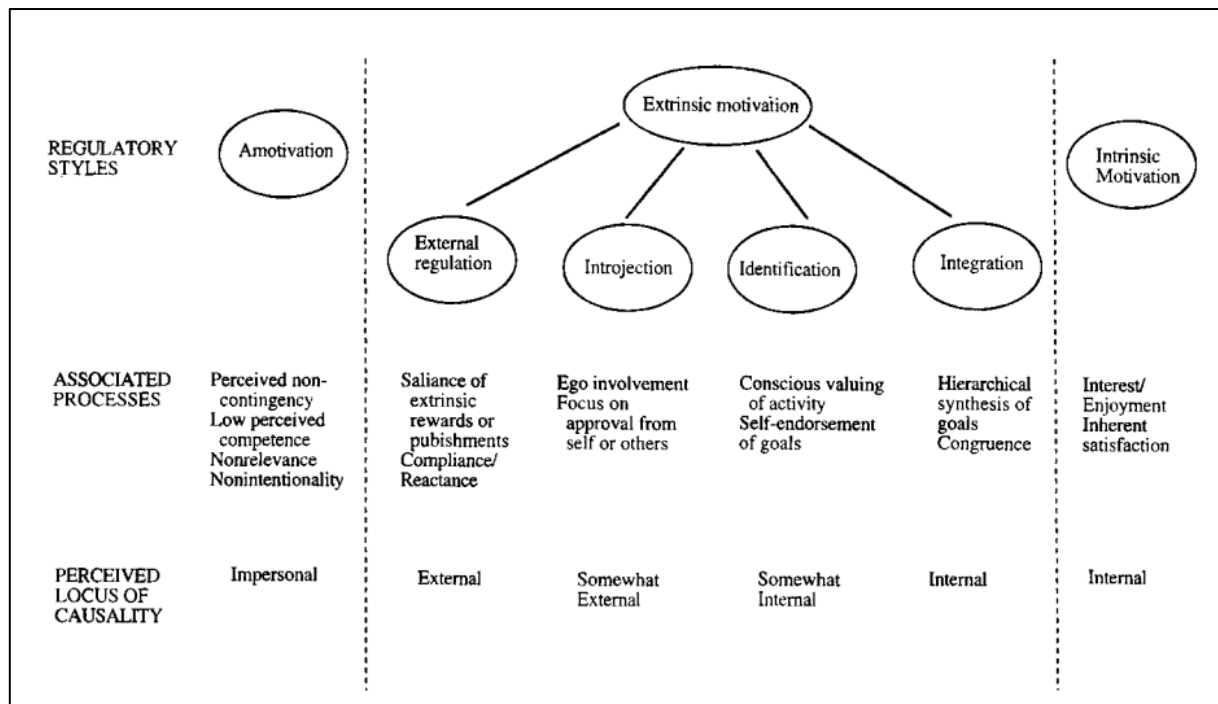 Extrinsic motivation
REGULATORY
STYLES
Amotivation
Intrinsic
Motivation
External
regulation
Introjection
Identification
Integration
ASSOCIATED
PROCESSES
Perceived non-
contingency
Low perceived
competence
Nonrelevance
Nonintentionality
Saliance of
extrinsic
rewards or
pubishments
Compliance/
Reactance
Ego involvement
Focus on
approval from
self or others
Conscious valuing
of activity
Self-endorsement
of goals
Hierarchical
synthesis of
goals
Congruence
Interest/
Enjoyment
Inherent
satisfaction
PERCEIVED
LOCUS OF
CAUSALITY
Impersonal
External
Somewhat
External
Somewhat
Internal
Internal
Internal